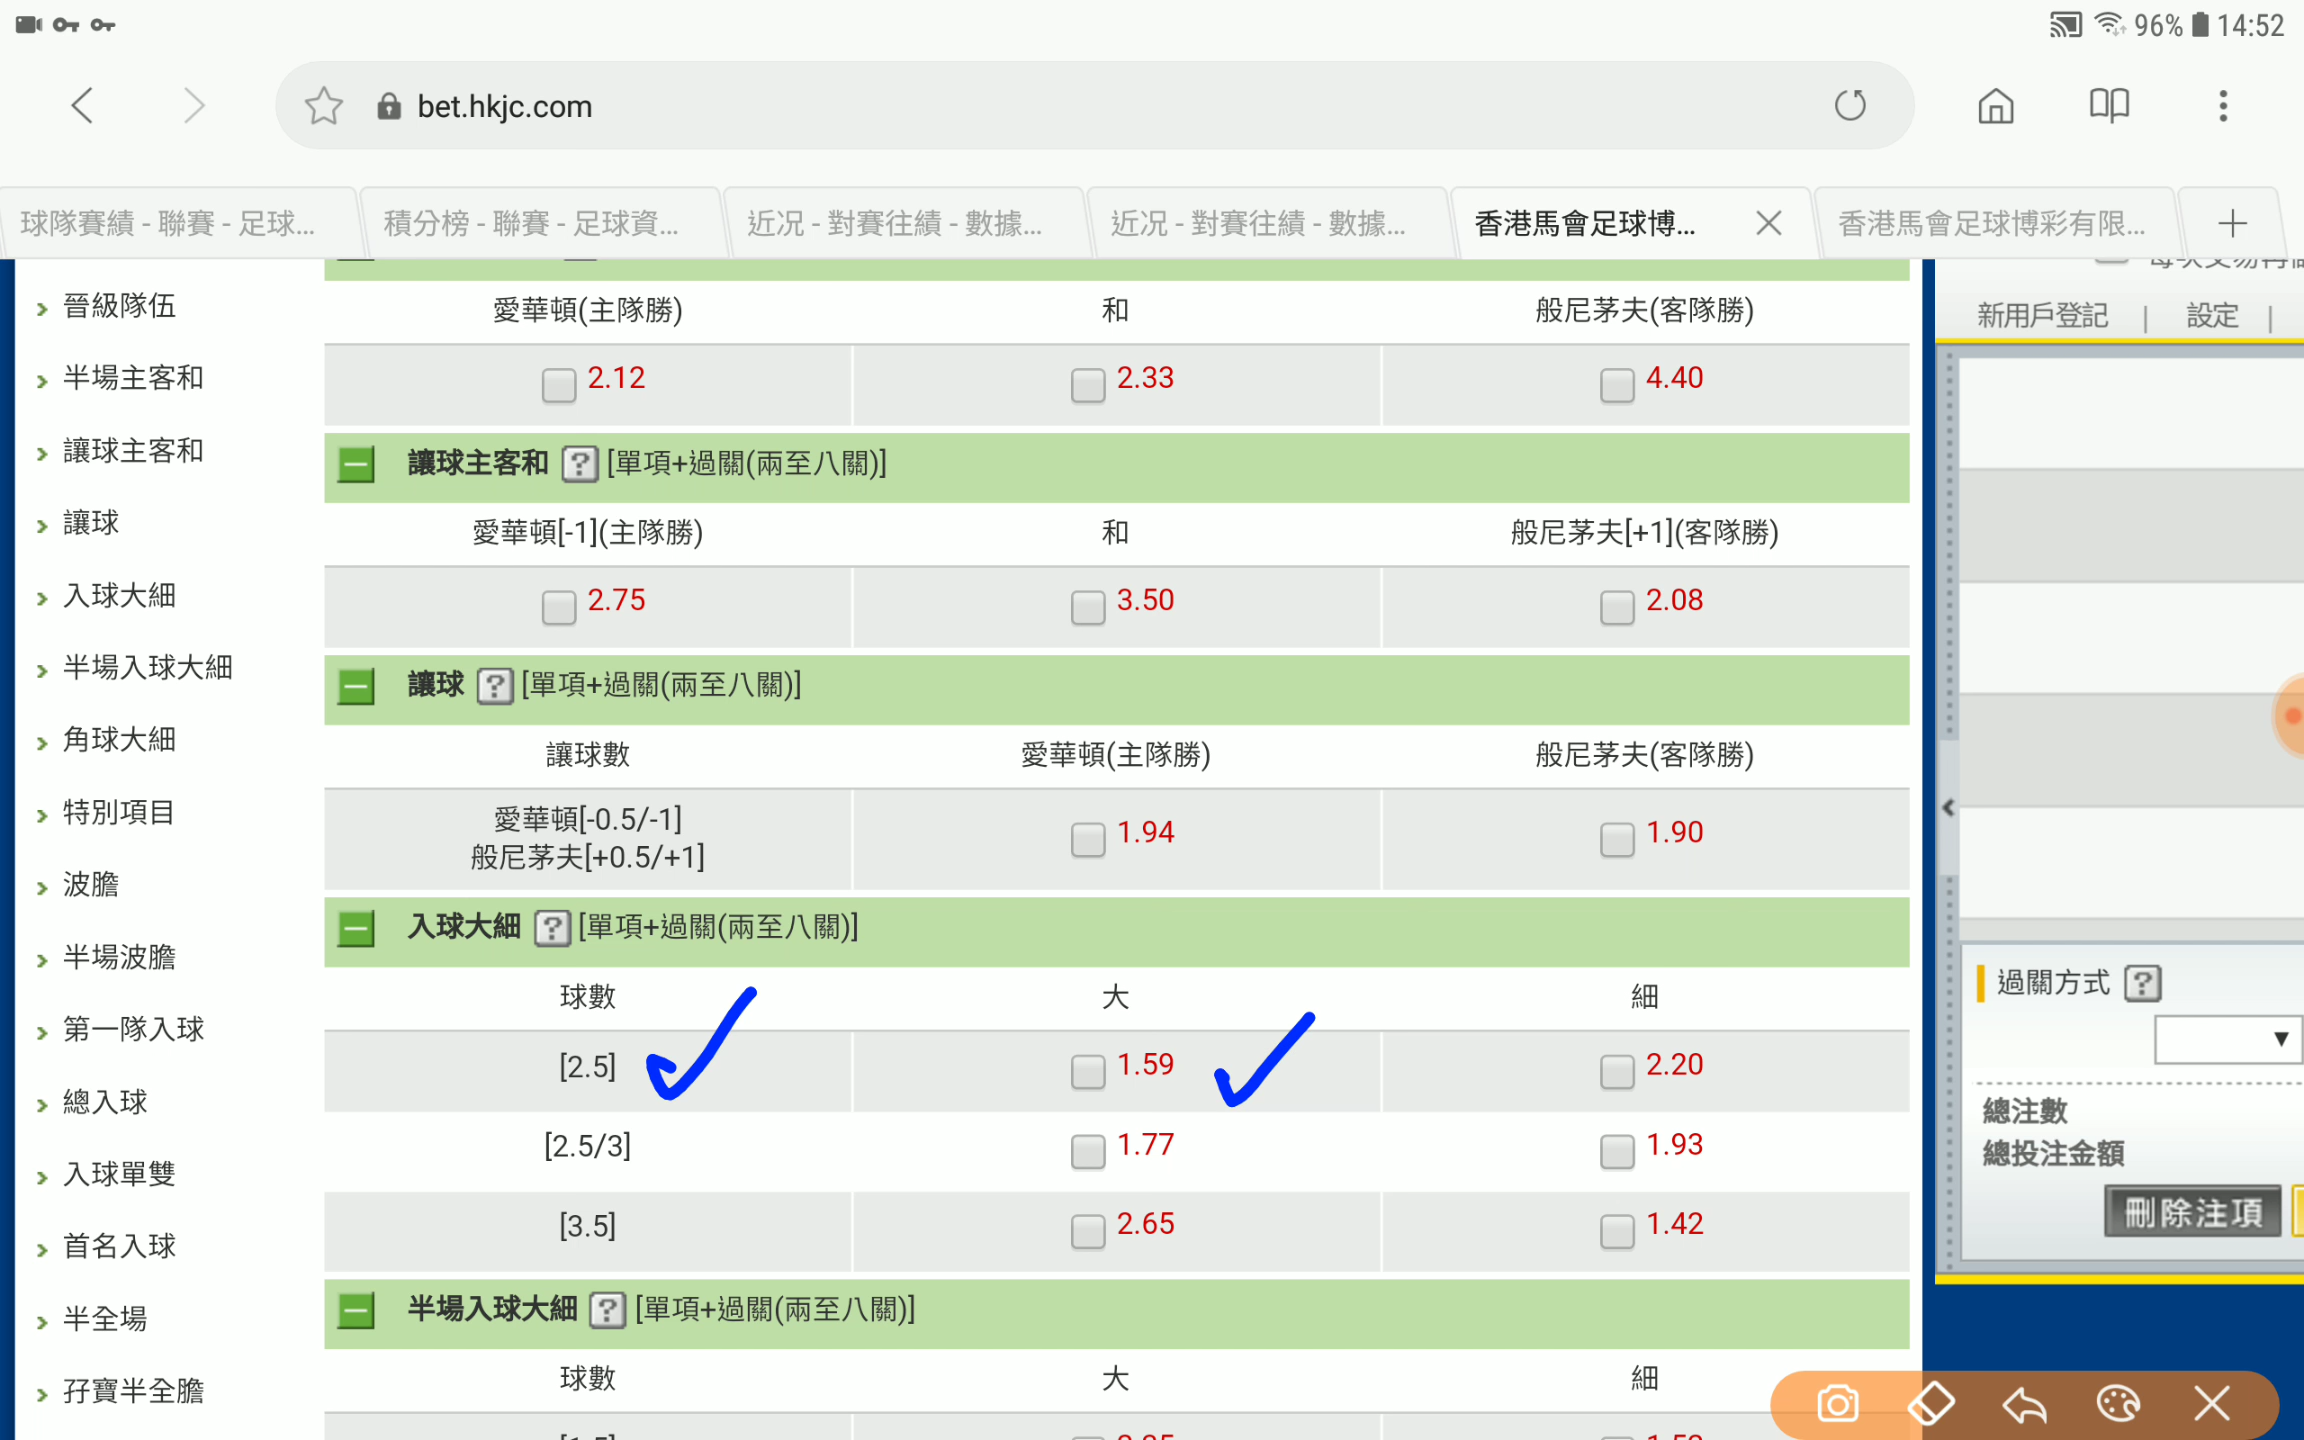 96% 14:52
bet.hkjc.com
球隊賽績 - 聯賽 - 足球...
積分榜 - 聯賽 - 足球資...
近況 - 對賽往績 - 數據...
近況 - 對賽往績 - 數據...
香港馬會足球博...
香港馬會足球博彩有限...
晉級隊伍
半場主客和
讓球主客和
讓球
入球大細
半場入球大細
角球大細
特別項目
波膽
半場波膽
第一隊入球
總入球
入球單雙
首名入球
半全場
孖寶半全膽
愛華頓(主隊勝) 和 般尼茅夫(客隊勝)
2.12 2.33 4.40
讓球主客和 ? [單項+過關(兩至八關)]
愛華頓[-1](主隊勝) 和 般尼茅夫[+1](客隊勝)
2.75 3.50 2.08
讓球 ? [單項+過關(兩至八關)]
讓球數 愛華頓(主隊勝) 般尼茅夫(客隊勝)
愛華頓[-0.5/-1]
般尼茅夫[+0.5/+1]
1.94 1.90
入球大細 ? [單項+過關(兩至八關)]
球數 大 細
[2.5] 1.59 2.20
[2.5/3] 1.77 1.93
[3.5] 2.65 1.42
半場入球大細 ? [單項+過關(兩至八關)]
球數 大 細
新用戶登記 | 設定 |
過關方式 ?
總注數
總投注金額
刪除注項